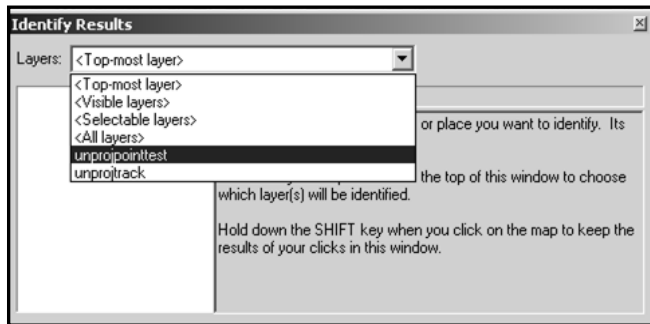 Identify Results
Layers: <Top-most layer>
<Top-most layer>
<Visible layers>
<Selectable layers>
<All layers>
unprojpointtest
unprojtrack
or place you want to identify. Its
the top of this window to choose
which layer(s) will be identified.
Hold down the SHIFT key when you click on the map to keep the
results of your clicks in this window.